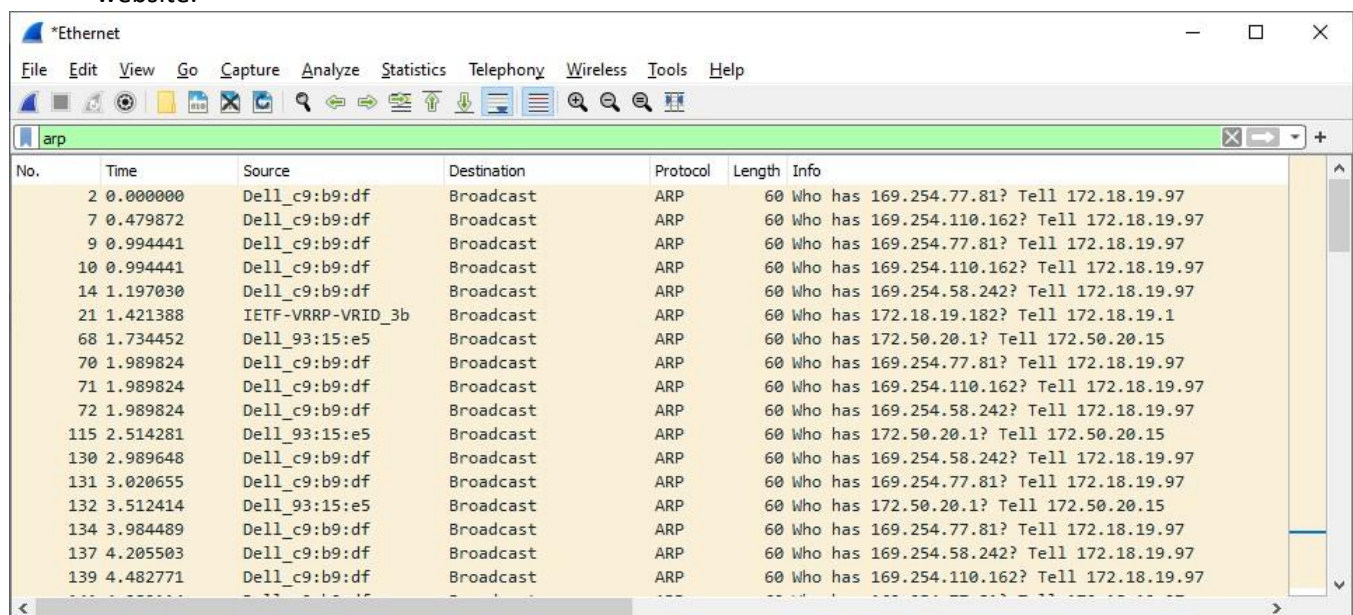 website.
*Ethernet
File Edit View Go Capture Analyze Statistics Telephony Wireless Tools Help
arp
No. Time Source Destination Protocol Length Info
2 0.000000 Dell_c9:b9:df Broadcast ARP 60 Who has 169.254.77.81? Tell 172.18.19.97
7 0.479872 Dell_c9:b9:df Broadcast ARP 60 Who has 169.254.110.162? Tell 172.18.19.97
9 0.994441 Dell_c9:b9:df Broadcast ARP 60 Who has 169.254.77.81? Tell 172.18.19.97
10 0.994441 Dell_c9:b9:df Broadcast ARP 60 Who has 169.254.110.162? Tell 172.18.19.97
14 1.197030 Dell_c9:b9:df Broadcast ARP 60 Who has 169.254.58.242? Tell 172.18.19.97
21 1.421388 IETF-VRRP-VRID_3b Broadcast ARP 60 Who has 172.18.19.182? Tell 172.18.19.1
68 1.734452 Dell_93:15:e5 Broadcast ARP 60 Who has 172.50.20.1? Tell 172.50.20.15
70 1.989824 Dell_c9:b9:df Broadcast ARP 60 Who has 169.254.77.81? Tell 172.18.19.97
71 1.989824 Dell_c9:b9:df Broadcast ARP 60 Who has 169.254.110.162? Tell 172.18.19.97
72 1.989824 Dell_c9:b9:df Broadcast ARP 60 Who has 169.254.58.242? Tell 172.18.19.97
115 2.514281 Dell_93:15:e5 Broadcast ARP 60 Who has 172.50.20.1? Tell 172.50.20.15
130 2.989648 Dell_c9:b9:df Broadcast ARP 60 Who has 169.254.58.242? Tell 172.18.19.97
131 3.020655 Dell_c9:b9:df Broadcast ARP 60 Who has 169.254.77.81? Tell 172.18.19.97
132 3.512414 Dell_93:15:e5 Broadcast ARP 60 Who has 172.50.20.1? Tell 172.50.20.15
134 3.984489 Dell_c9:b9:df Broadcast ARP 60 Who has 169.254.77.81? Tell 172.18.19.97
137 4.205503 Dell_c9:b9:df Broadcast ARP 60 Who has 169.254.58.242? Tell 172.18.19.97
139 4.482771 Dell_c9:b9:df Broadcast ARP 60 Who has 169.254.110.162? Tell 172.18.19.97